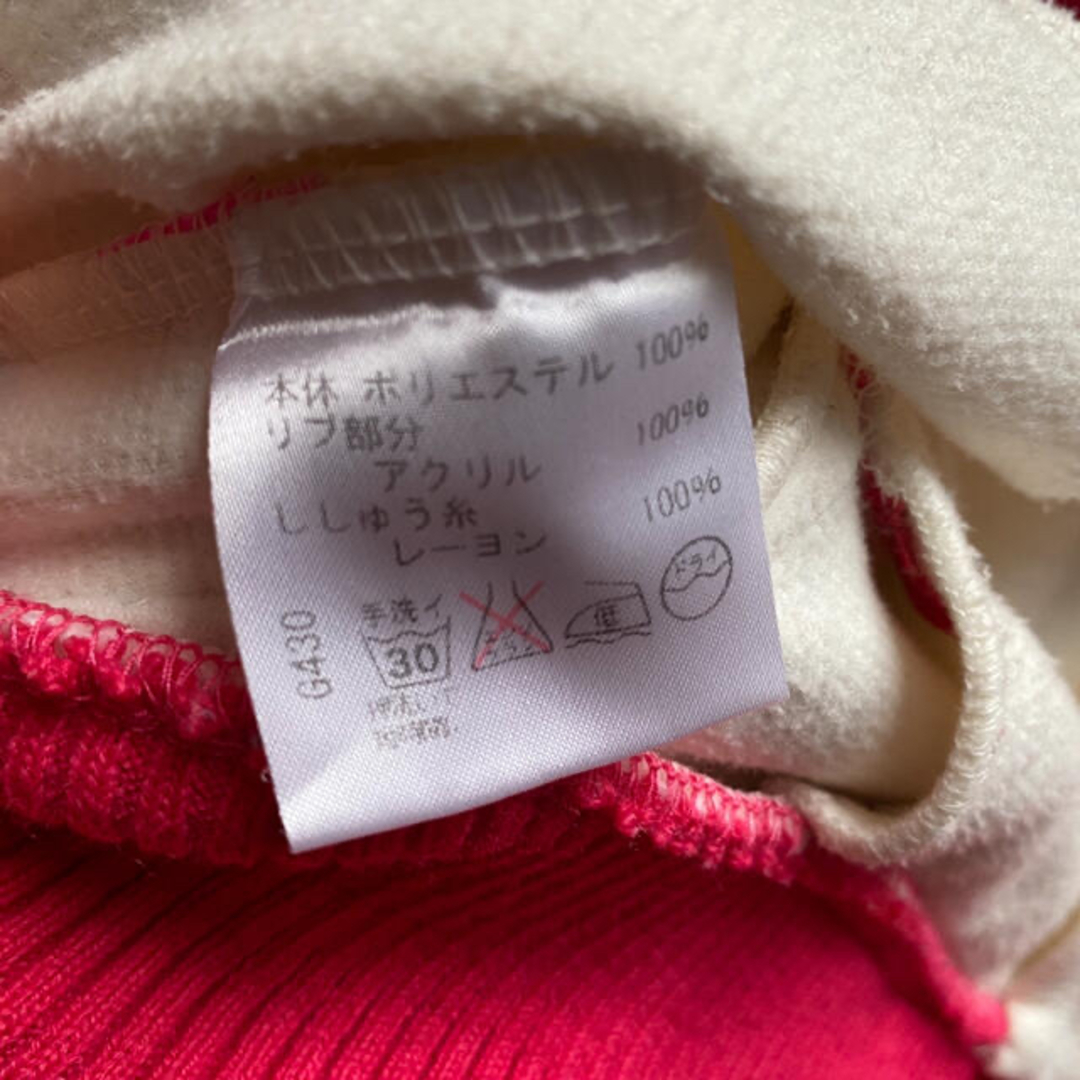 本体 ポリエステル 100%
リブ部分 100%
アクリル
ししゅう糸 100%
レーヨン
手洗イ
30
低
ドライ
G430